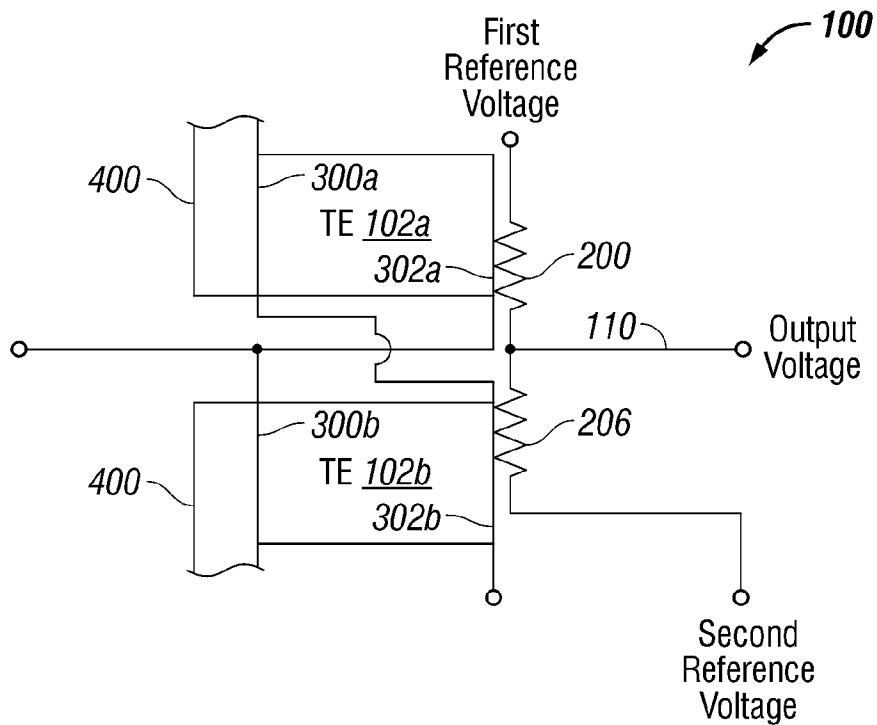 100
First
Reference
Voltage
400
300a
TE 102a
302a
200
110
Output
Voltage
300b
206
400
TE 102b
302b
Second
Reference
Voltage